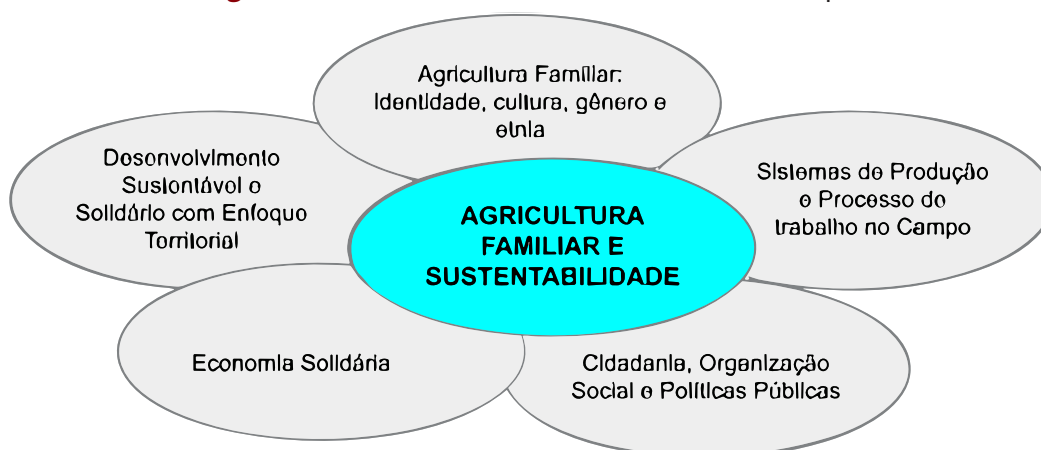 Agricultura Familiar:
Identidade, cultura, gênero e
etnia
Desenvolvimento
Sustentável e
Solidário com Enfoque
Territorial
Sistemas de Produção
e Processo de
trabalho no Campo
AGRICULTURA
FAMILIAR E
SUSTENTABILIDADE
Economia Solidária
Cidadania, Organização
Social e Políticas Públicas